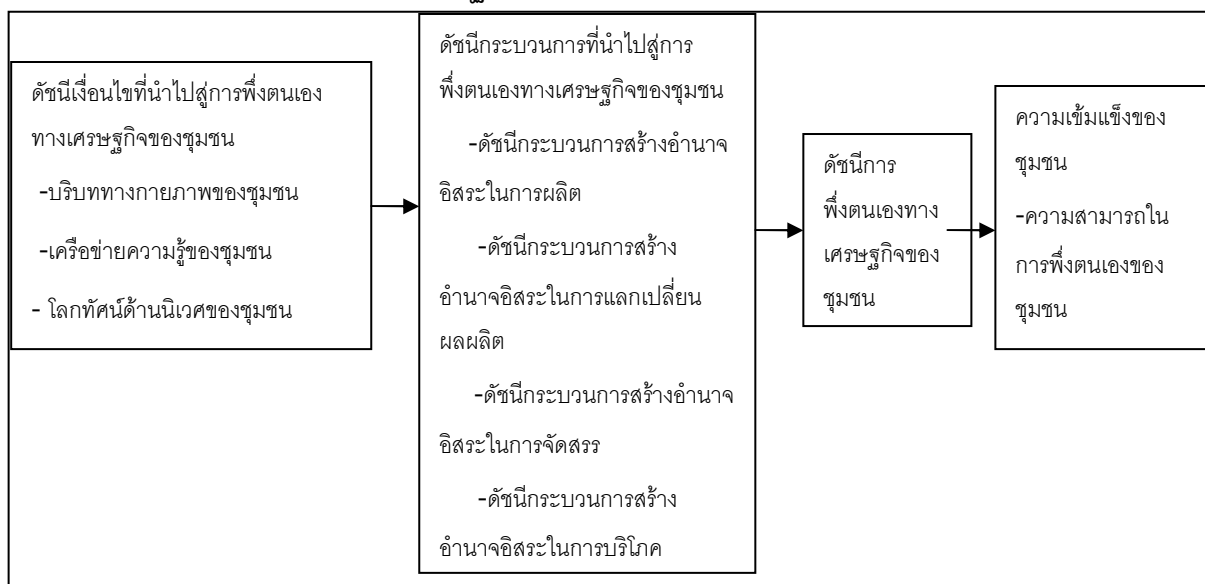 ดัชนีเงื่อนไขที่นำไปสู่การพึ่งตนเอง
ทางเศรษฐกิจของชุมชน
-บริบททางกายภาพของชุมชน
-เครือข่ายความรู้ของชุมชน
- โลกทัศน์ด้านนิเวศของชุมชน
ดัชนีกระบวนการที่นำไปสู่การ
พึ่งตนเองทางเศรษฐกิจของชุมชน
-ดัชนีกระบวนการสร้างอำนาจ
อิสระในการผลิต
-ดัชนีกระบวนการสร้าง
อำนาจอิสระในการแลกเปลี่ยน
ผลผลิต
-ดัชนีกระบวนการสร้างอำนาจ
อิสระในการจัดสรร
-ดัชนีกระบวนการสร้าง
อำนาจอิสระในการบริโภค
ดัชนีการ
พึ่งตนเองทาง
เศรษฐกิจของ
ชุมชน
ความเข้มแข็งของ
ชุมชน
-ความสามารถใน
การพึ่งตนเองของ
ชุมชน